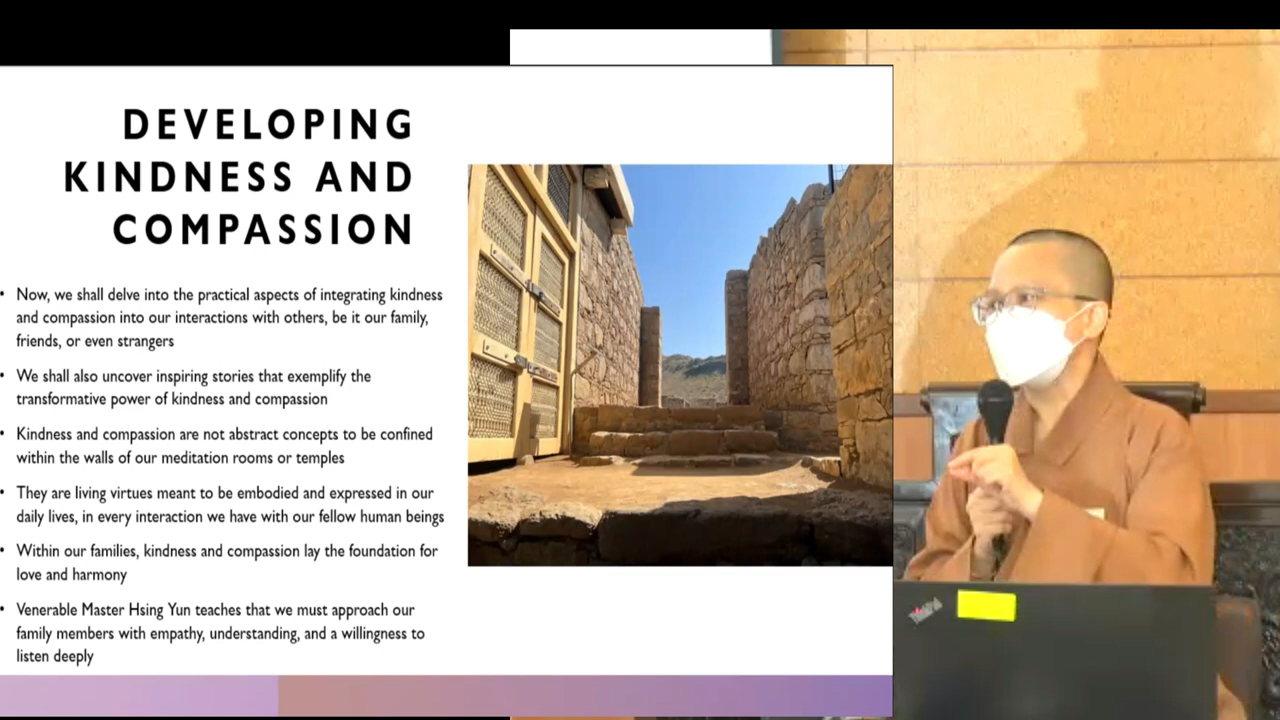 DEVELOPING
KINDNESS AND
COMPASSION
• Now, we shall delve into the practical aspects of integrating kindness
and compassion into our interactions with others, be it our family,
friends, or even strangers
• We shall also uncover inspiring stories that exemplify the
transformative power of kindness and compassion
• Kindness and compassion are not abstract concepts to be confined
within the walls of our meditation rooms or temples
• They are living virtues meant to be embodied and expressed in our
daily lives, in every interaction we have with our fellow human beings
• Within our families, kindness and compassion lay the foundation for
love and harmony
• Venerable Master Hsing Yun teaches that we must approach our
family members with empathy, understanding, and a willingness to
listen deeply